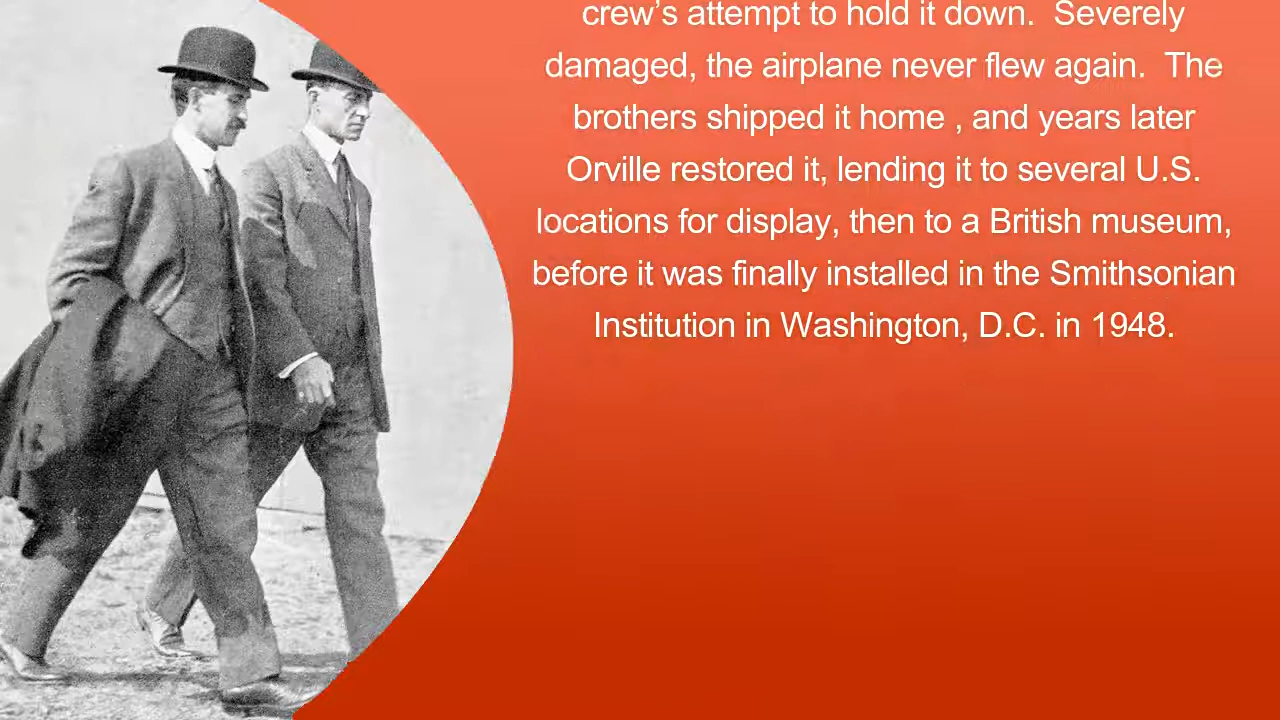 crew’s attempt to hold it down.  Severely
damaged, the airplane never flew again.  The
brothers shipped it home , and years later
Orville restored it, lending it to several U.S.
locations for display, then to a British museum,
before it was finally installed in the Smithsonian
Institution in Washington, D.C. in 1948.